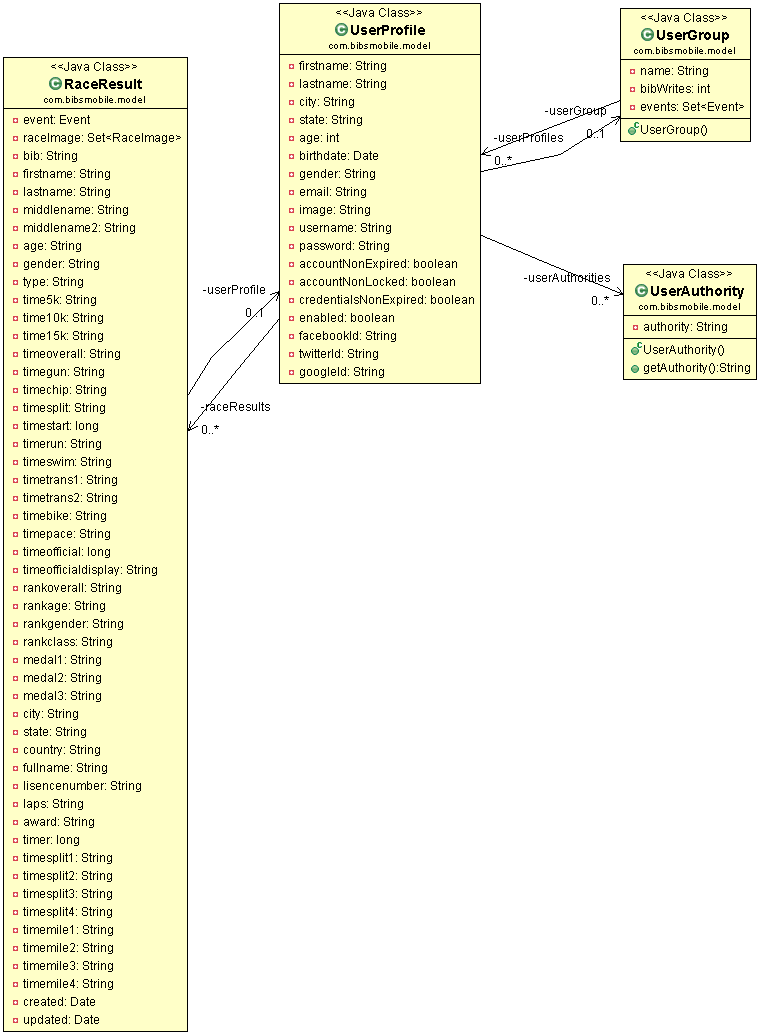 <<Java Class>>
RaceResult
com.bibsmobile.model
event: Event
raceImage: Set<RaceImage>
bib: String
firstname: String
lastname: String
middlename: String
middlename2: String
age: String
gender: String
type: String
time5k: String
time10k: String
time15k: String
timeoverall: String
timegun: String
timechip: String
timesplit: String
timestart: long
timerun: String
timeswim: String
timetrans1: String
timetrans2: String
timebike: String
timepace: String
timeofficial: long
timeofficialdisplay: String
rankoverall: String
rankage: String
rankgender: String
rankclass: String
medal1: String
medal2: String
medal3: String
city: String
state: String
country: String
fullname: String
lisencenumber: String
laps: String
award: String
timer: long
timesplit1: String
timesplit2: String
timesplit3: String
timesplit4: String
timemile1: String
timemile2: String
timemile3: String
timemile4: String
created: Date
updated: Date
-userProfile
0..1
-raceResults
0..*
<<Java Class>>
UserProfile
com.bibsmobile.model
firstname: String
lastname: String
city: String
state: String
age: int
birthdate: Date
gender: String
email: String
image: String
username: String
password: String
accountNonExpired: boolean
accountNonLocked: boolean
credentialsNonExpired: boolean
enabled: boolean
facebookId: String
twitterId: String
googleId: String
-userGroup
-userProfiles
0..1
0..*
-userAuthorities
0..*
<<Java Class>>
UserGroup
com.bibsmobile.model
name: String
bibWrites: int
events: Set<Event>
UserGroup()
<<Java Class>>
UserAuthority
com.bibsmobile.model
authority: String
UserAuthority()
getAuthority():String